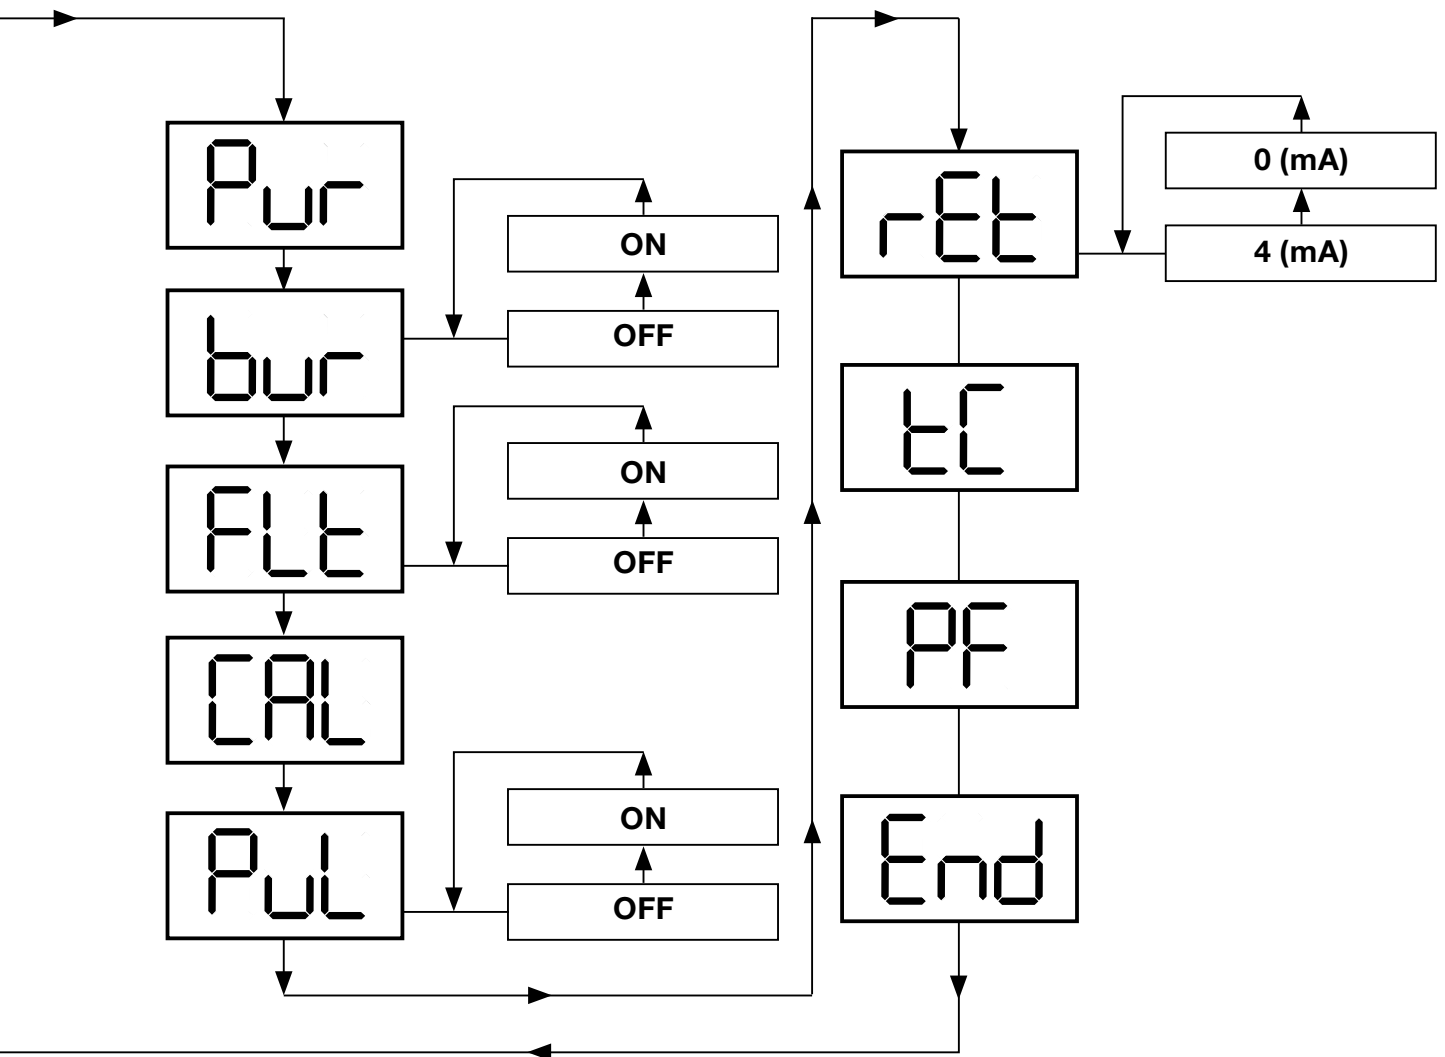 Pur
bur
ON
OFF
FLt
ON
OFF
CAL
PuL
ON
OFF
rEt
0 (mA)
4 (mA)
tC
PF
End